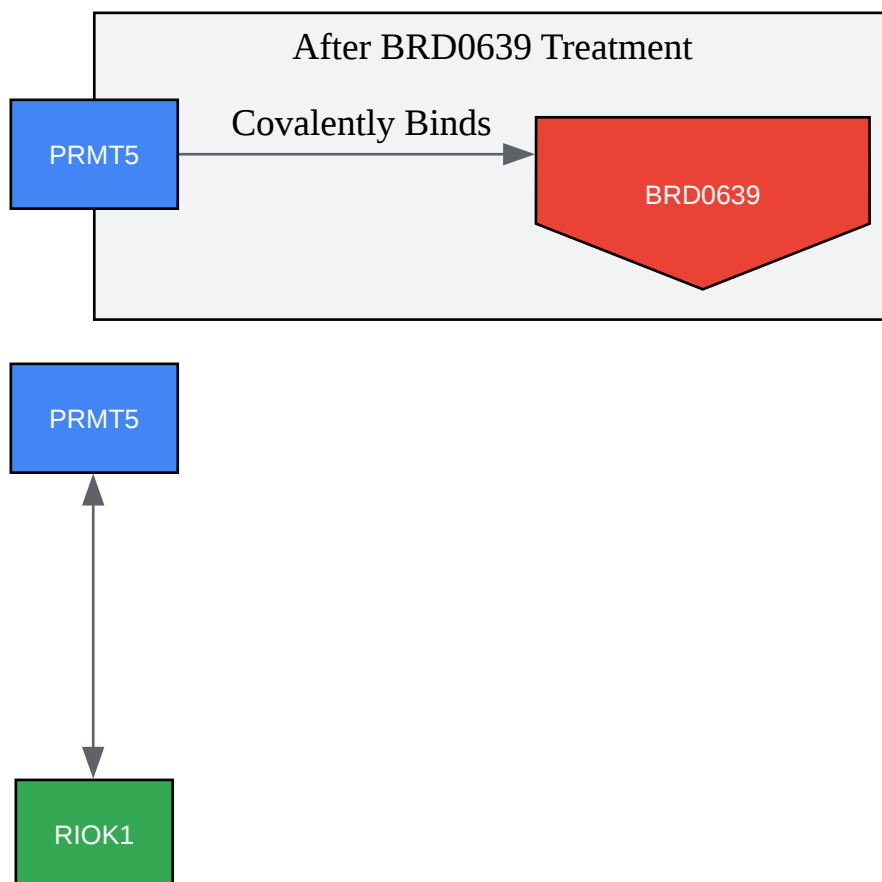 After BRD0639 Treatment
Covalently Binds
PRMT5
BRD0639
PRMT5
RIOK1